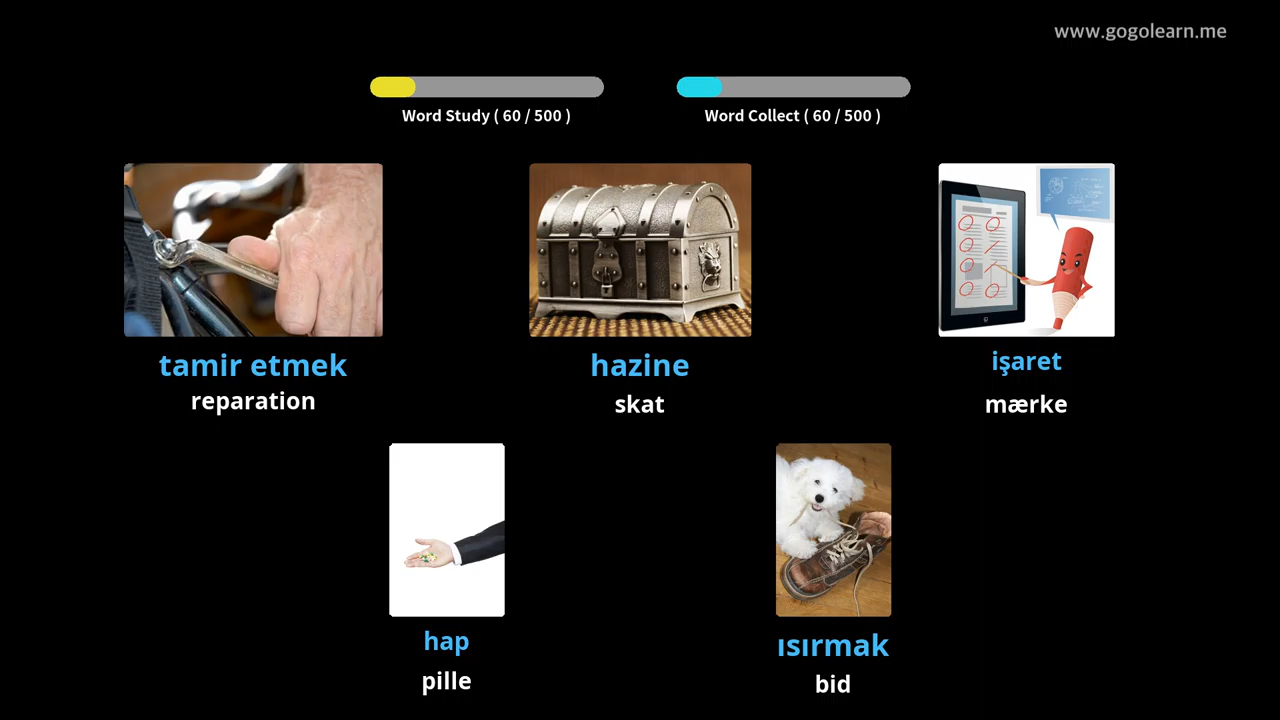 www.gogolearn.me
Word Study ( 60 / 500 )
Word Collect ( 60 / 500 )
tamir etmek
reparation
hazine
skat
işaret
mærke
hap
pille
ısırmak
bid